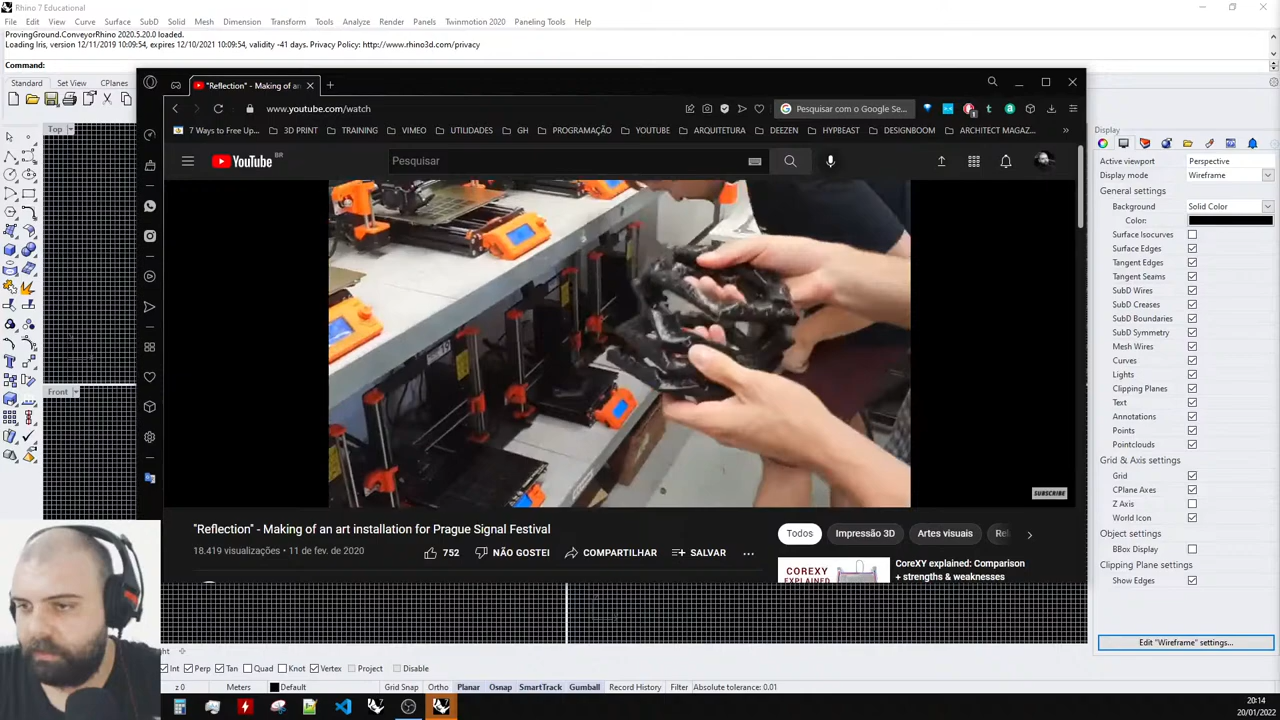 Rhino 7 Educational
File Edit View Curve Surface SubD Solid Mesh Dimension Transform Tools Analyze Render Panels Twinmotion 2020 Paneling Tools Help
ProvingGround.ConveyorRhino 2020.5.20.0 loaded.
Loading Iris, version 12/11/2019 10:09:54, expires 12/10/2021 10:09:54, validity -41 days. Privacy Policy: http://www.rhino3d.com/privacy
Command:
Standard Set View CPlanes
"Reflection" - Making of an
www.youtube.com/watch
Pesquisar com o Google Se...
7 Ways to Free Up... 3D PRINT TRAINING VIMEO UTILIDADES GH PROGRAMAÇÃO YOUTUBE ARQUITETURA DEEZEN HYPBEAST DESIGNBOOM ARCHITECT MAGAZ...
YouTube BR
Pesquisar
SUBSCRIBE
"Reflection" - Making of an art installation for Prague Signal Festival
18.419 visualizações • 11 de fev. de 2020
752 NÃO GOSTEI COMPARTILHAR SALVAR
Todos Impressão 3D Artes visuais Rel
COREXY
EXPLAINED
CoreXY explained: Comparison
+ strengths & weaknesses
Top
Front
ght
Display
Active viewport Perspective
Display mode Wireframe
General settings
Background Solid Color
Color:
Surface Isocurves
Surface Edges
Tangent Edges
Tangent Seams
SubD Wires
SubD Creases
SubD Boundaries
SubD Symmetry
Mesh Wires
Curves
Lights
Clipping Planes
Text
Annotations
Points
Pointclouds
Grid & Axis settings
Grid
CPlane Axes
Z Axis
World Icon
Object settings
BBox Display
Clipping Plane settings
Show Edges
Edit "Wireframe" settings...
Int Perp Tan Quad Knot Vertex Project Disable
z 0 Meters Default Grid Snap Ortho Planar Osnap SmartTrack Gumball Record History Filter Absolute tolerance: 0.01
20:14
20/01/2022